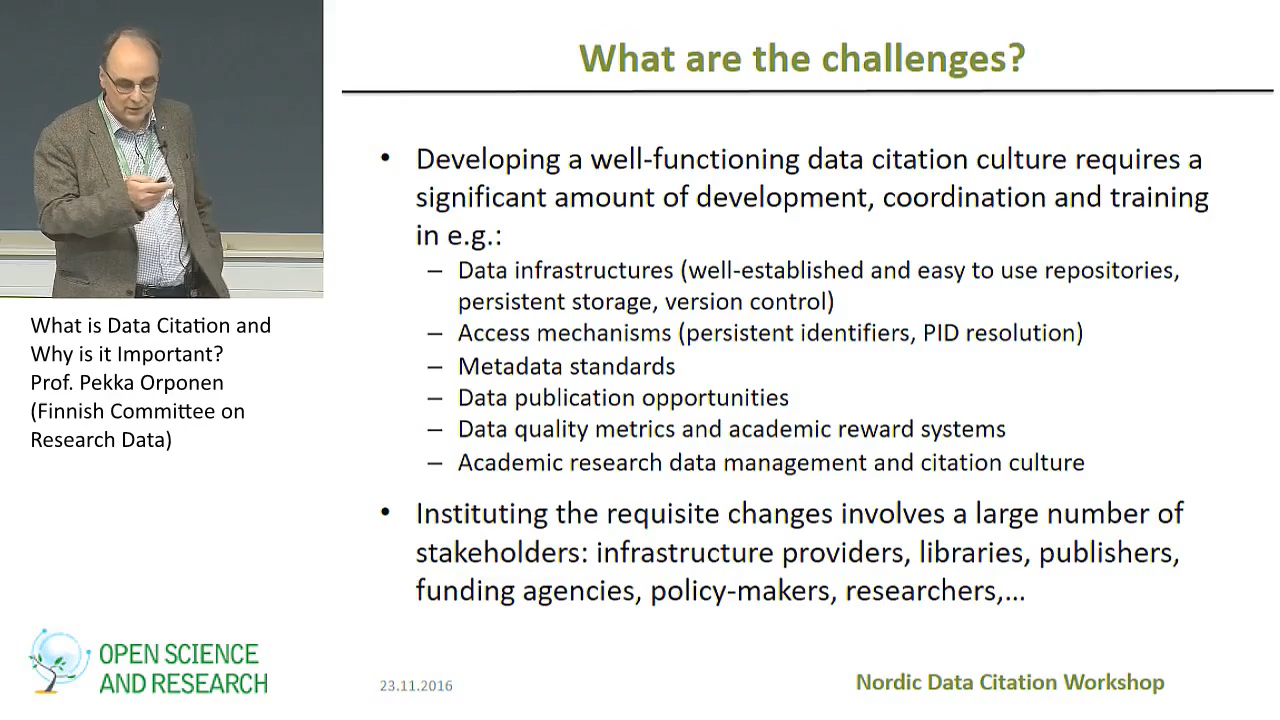 What are the challenges?
• Developing a well-functioning data citation culture requires a
significant amount of development, coordination and training
in e.g.:
– Data infrastructures (well-established and easy to use repositories,
persistent storage, version control)
– Access mechanisms (persistent identifiers, PID resolution)
– Metadata standards
– Data publication opportunities
– Data quality metrics and academic reward systems
– Academic research data management and citation culture
• Instituting the requisite changes involves a large number of
stakeholders: infrastructure providers, libraries, publishers,
funding agencies, policy-makers, researchers,...
What is Data Citation and
Why is it Important?
Prof. Pekka Orponen
(Finnish Committee on
Research Data)
OPEN SCIENCE
AND RESEARCH
23.11.2016
Nordic Data Citation Workshop